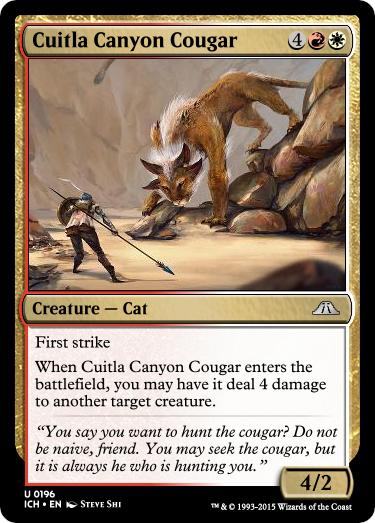 Cuitla Canyon Cougar 4
Creature — Cat
First strike
When Cuitla Canyon Cougar enters the
battlefield, you may have it deal 4 damage
to another target creature.
“You say you want to hunt the cougar? Do not
be naive, friend. You may seek the cougar, but
it is always he who is hunting you.”
4/2
U 0196
ICH • EN Steve Shi
™ & © 1993-2015 Wizards of the Coast